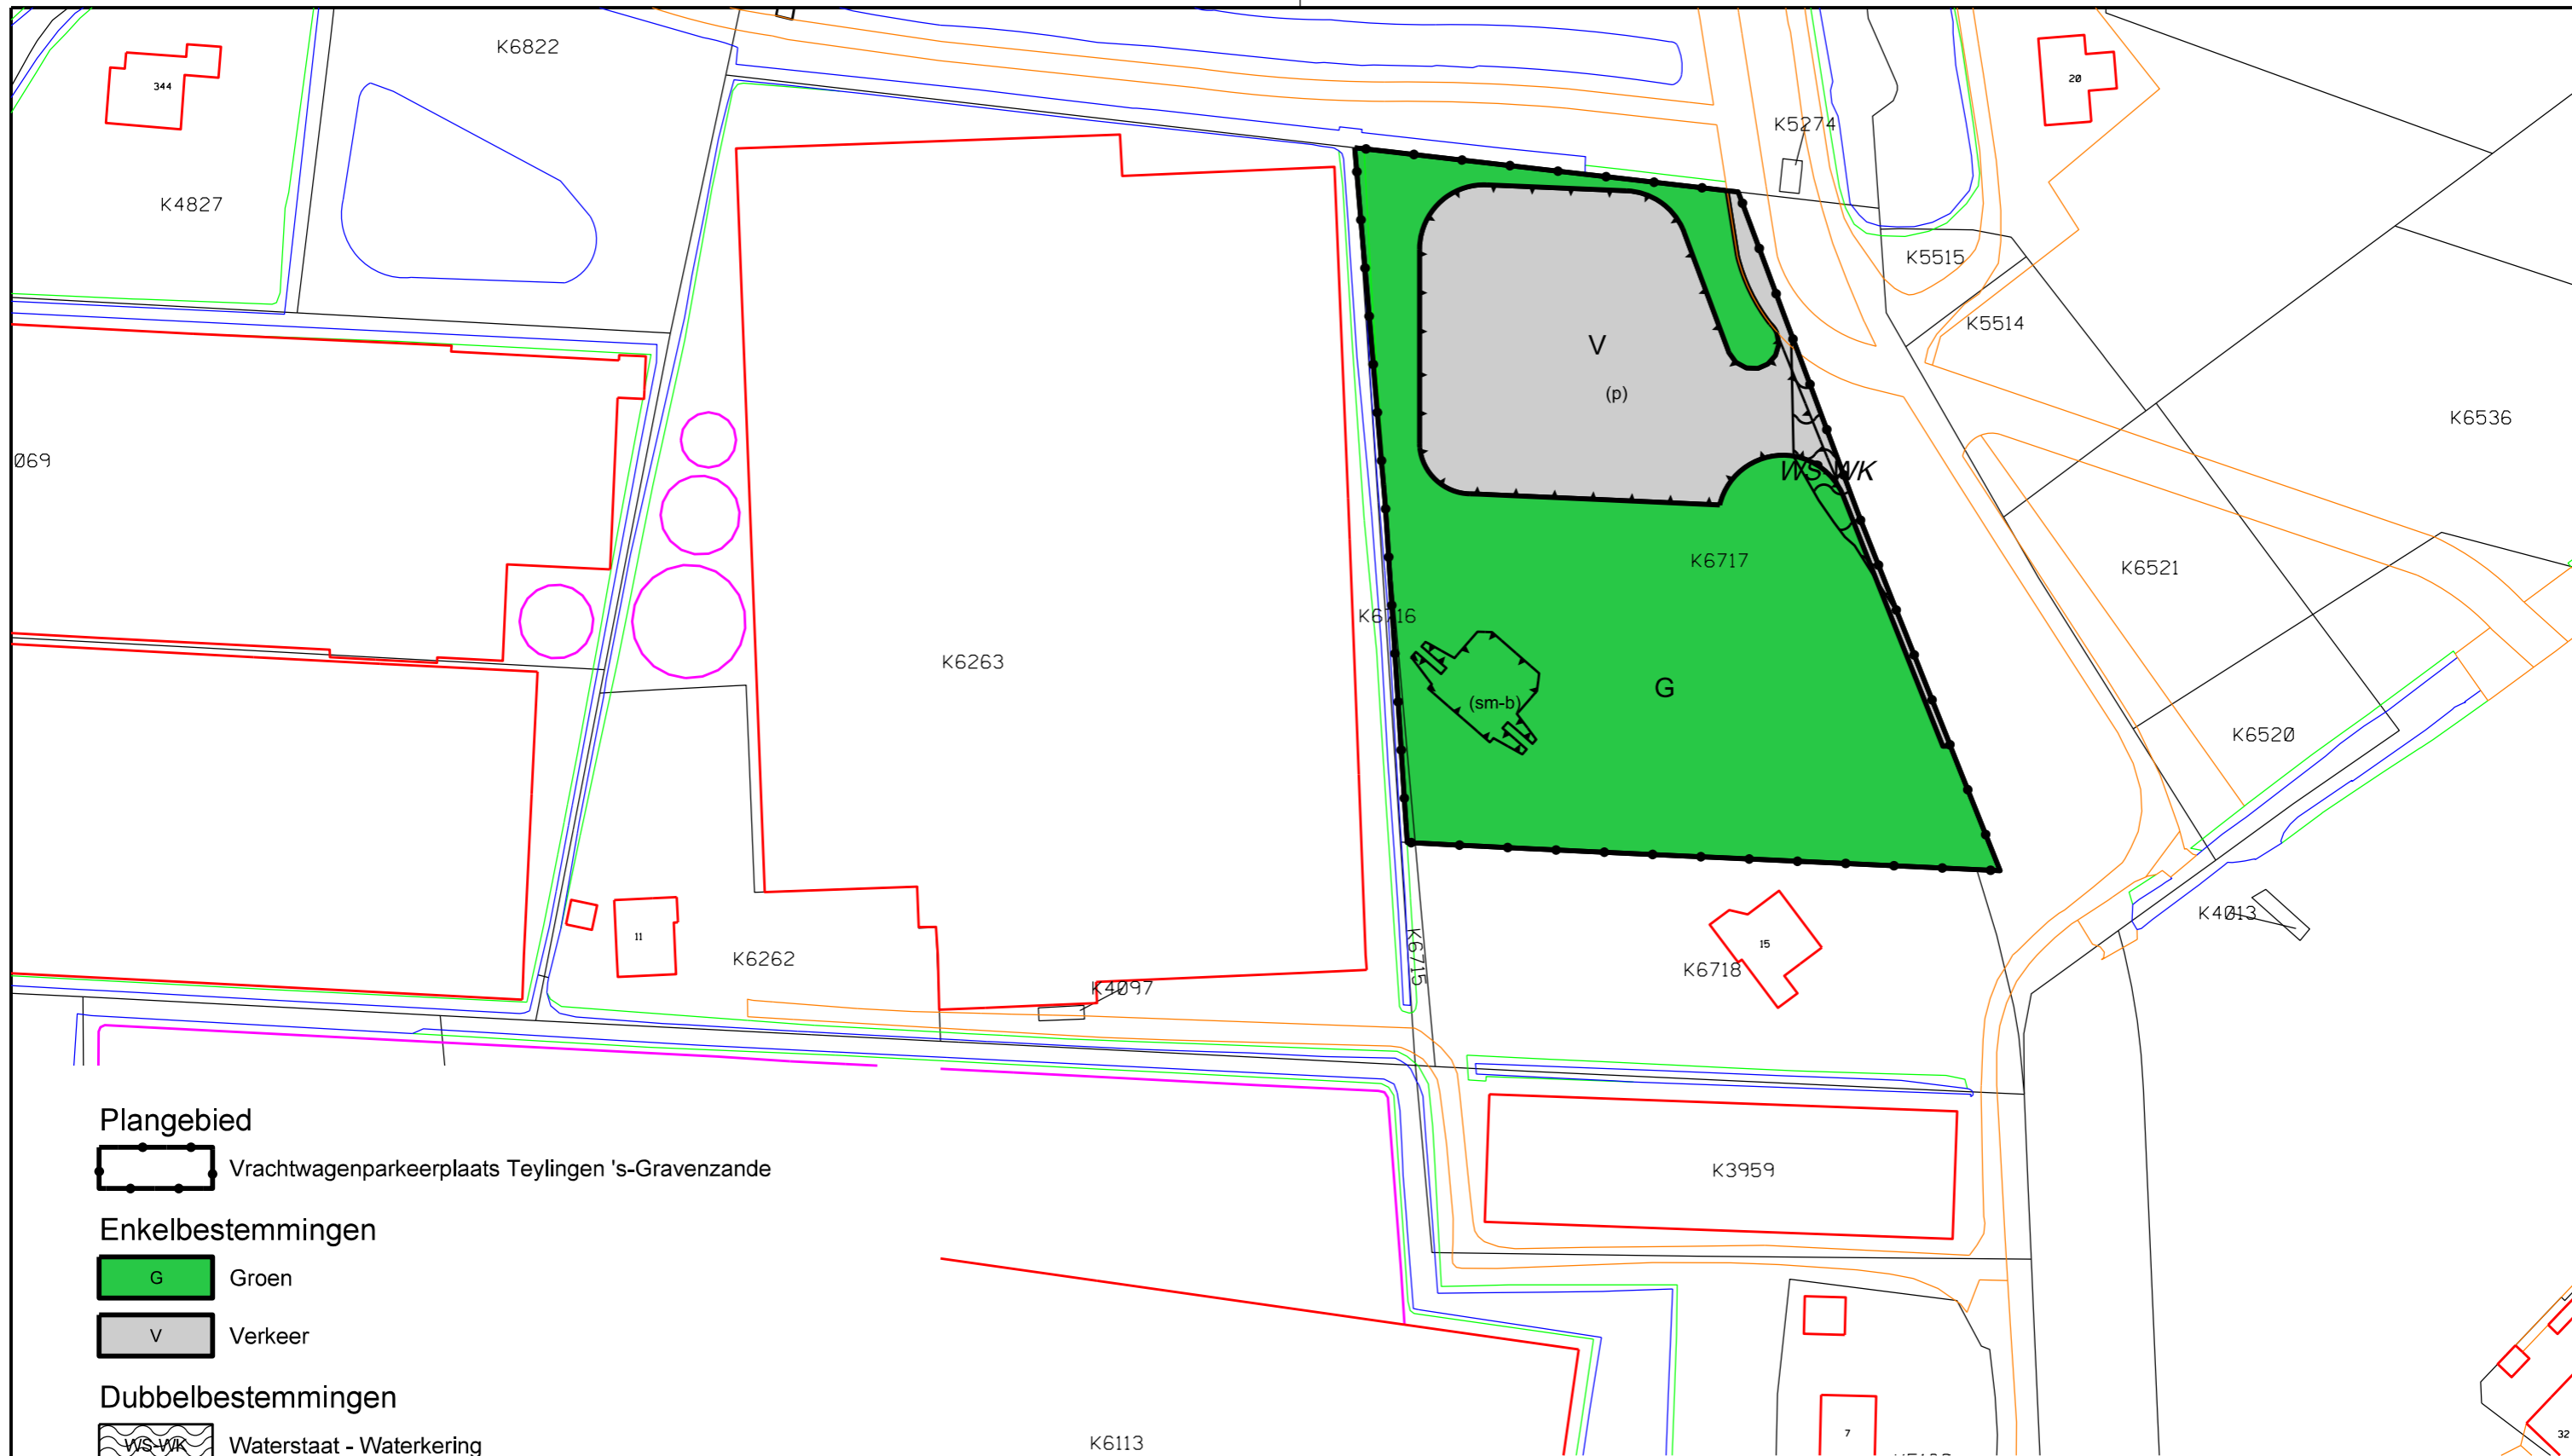 K6822
344
20
K5274
K4827
K5515
K5514
V
(p)
K6536
069
WS-WK
K6717
K6521
K6716
K6263
G
(sm-b)
K6520
K4013
11
15
K6262
K6718
K6715
K4097
Plangebied
Vrachtwagenparkeerplaats Teylingen 's-Gravenzande
K3959
Enkelbestemmingen
G Groen
V Verkeer
Dubbelbestemmingen
WS-WK Waterstaat - Waterkering
K6113
7
32